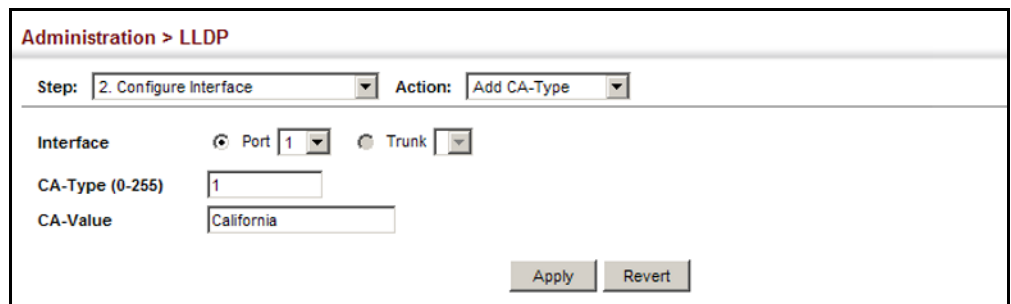 Administration > LLDP
Step: 2. Configure Interface Action: Add CA-Type
Interface Port 1 Trunk
CA-Type (0-255) 1
CA-Value California
Apply Revert